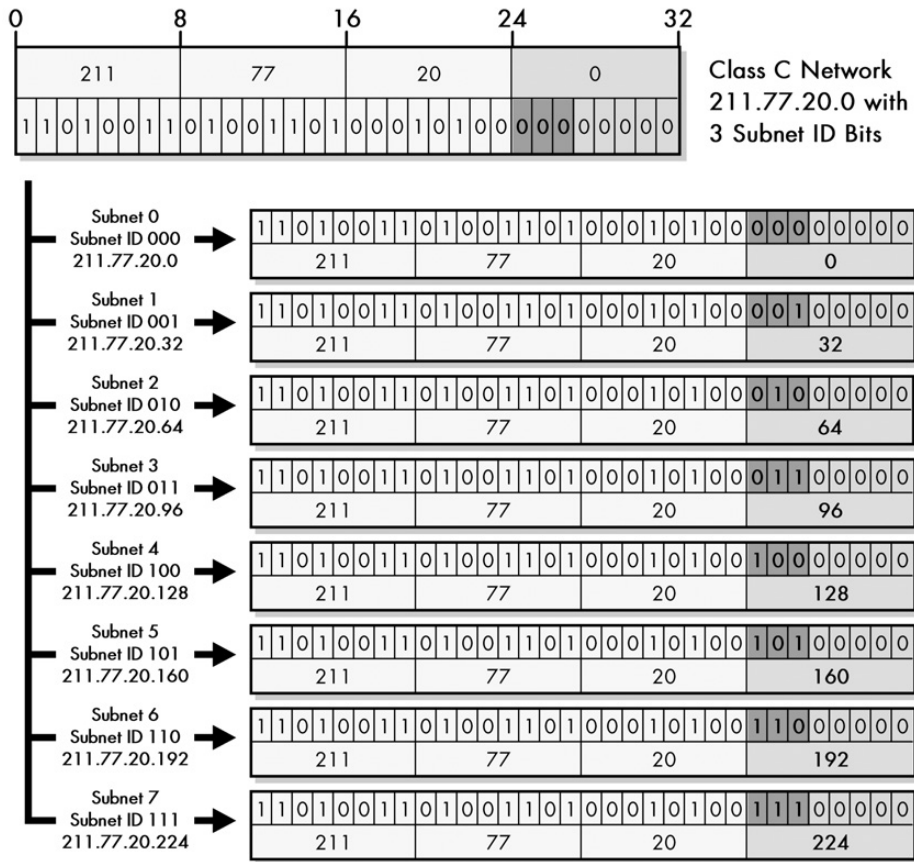 0 8 16 24 32
211 77 20 0
1 1 0 1 0 0 1 1 0 1 0 0 1 1 0 1 0 0 0 1 0 1 0 0 0 0 0 0 0 0 0 0
Class C Network
211.77.20.0 with
3 Subnet ID Bits
Subnet 0
Subnet ID 000
211.77.20.0
1 1 0 1 0 0 1 1 0 1 0 0 1 1 0 1 0 0 0 1 0 1 0 0 0 0 0 0 0 0 0 0
211 77 20 0
Subnet 1
Subnet ID 001
211.77.20.32
1 1 0 1 0 0 1 1 0 1 0 0 1 1 0 1 0 0 0 1 0 1 0 0 0 0 1 0 0 0 0 0
211 77 20 32
Subnet 2
Subnet ID 010
211.77.20.64
1 1 0 1 0 0 1 1 0 1 0 0 1 1 0 1 0 0 0 1 0 1 0 0 0 1 0 0 0 0 0 0
211 77 20 64
Subnet 3
Subnet ID 011
211.77.20.96
1 1 0 1 0 0 1 1 0 1 0 0 1 1 0 1 0 0 0 1 0 1 0 0 0 1 1 0 0 0 0 0
211 77 20 96
Subnet 4
Subnet ID 100
211.77.20.128
1 1 0 1 0 0 1 1 0 1 0 0 1 1 0 1 0 0 0 1 0 1 0 0 1 0 0 0 0 0 0 0
211 77 20 128
Subnet 5
Subnet ID 101
211.77.20.160
1 1 0 1 0 0 1 1 0 1 0 0 1 1 0 1 0 0 0 1 0 1 0 0 1 0 1 0 0 0 0 0
211 77 20 160
Subnet 6
Subnet ID 110
211.77.20.192
1 1 0 1 0 0 1 1 0 1 0 0 1 1 0 1 0 0 0 1 0 1 0 0 1 1 0 0 0 0 0 0
211 77 20 192
Subnet 7
Subnet ID 111
211.77.20.224
1 1 0 1 0 0 1 1 0 1 0 0 1 1 0 1 0 0 0 1 0 1 0 0 1 1 1 0 0 0 0 0
211 77 20 224